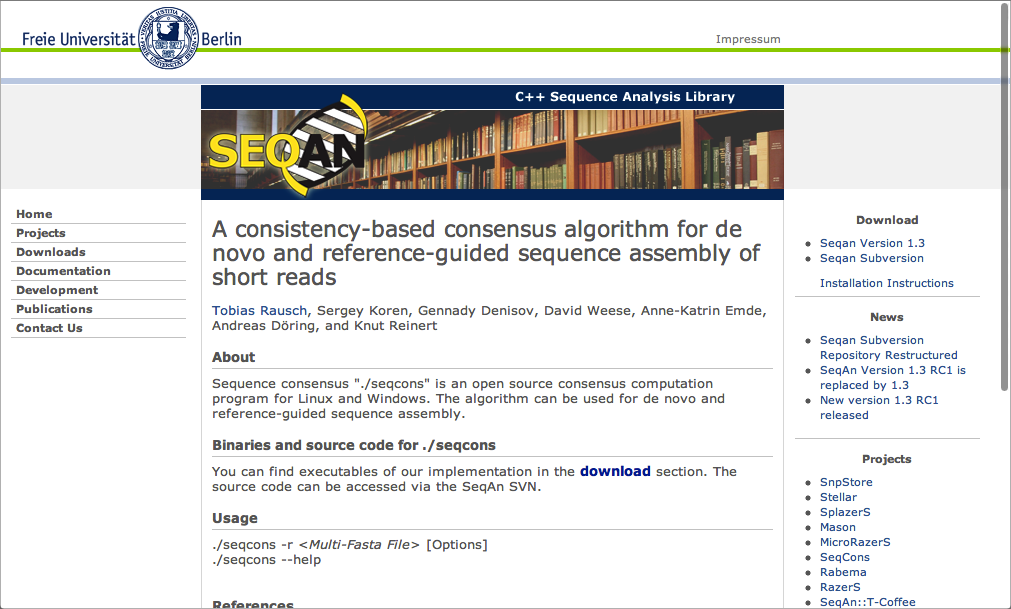 Freie Universität Berlin
Impressum
C++ Sequence Analysis Library
SEQAN
Home
Projects
Downloads
Documentation
Development
Publications
Contact Us
A consistency-based consensus algorithm for de
novo and reference-guided sequence assembly of
short reads
Tobias Rausch, Sergey Koren, Gennady Denisov, David Weese, Anne-Katrin Emde,
Andreas Döring, and Knut Reinert
About
Sequence consensus "./seqcons" is an open source consensus computation
program for Linux and Windows. The algorithm can be used for de novo and
reference-guided sequence assembly.
Binaries and source code for ./seqcons
You can find executables of our implementation in the download section. The
source code can be accessed via the SeqAn SVN.
Usage
./seqcons -r <Multi-Fasta File> [Options]
./seqcons --help
References
Download
Seqan Version 1.3
Seqan Subversion
Installation Instructions
News
Seqan Subversion
Repository Restructured
SeqAn Version 1.3 RC1 is
replaced by 1.3
New version 1.3 RC1
released
Projects
SnpStore
Stellar
SplazerS
Mason
MicroRazerS
SeqCons
Rabema
RazerS
SeqAn::T-Coffee